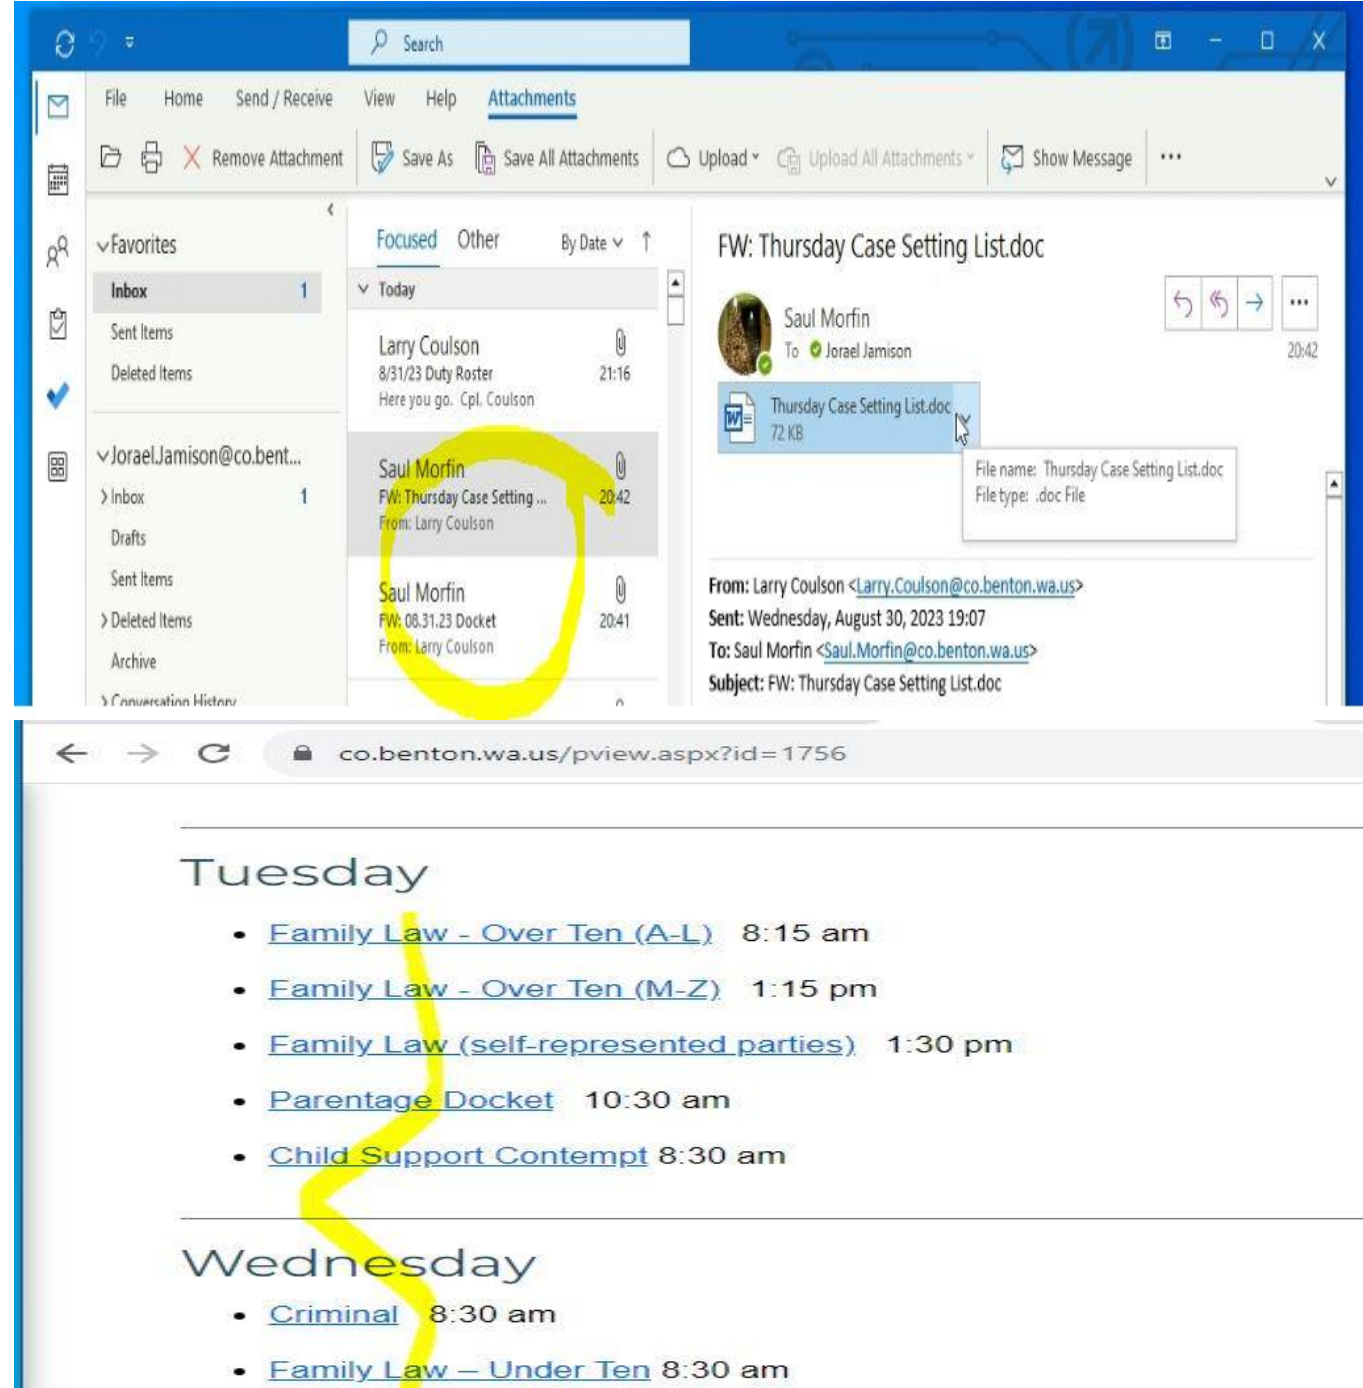 Search
File Home Send / Receive View Help Attachments
Remove Attachment Save As Save All Attachments Upload Upload All Attachments Show Message ...
Favorites
Inbox 1
Sent Items
Deleted Items
Jorael.Jamison@co.bent...
Inbox 1
Drafts
Sent Items
Deleted Items
Archive
Conversation History
Focused Other By Date
Today
Larry Coulson
8/31/23 Duty Roster 21:16
Here you go. Cpl. Coulson
Saul Morfin
FW: Thursday Case Setting ... 20:42
From: Larry Coulson
Saul Morfin
FW: 08.31.23 Docket 20:41
From: Larry Coulson
FW: Thursday Case Setting List.doc
Saul Morfin
To Jorael Jamison
20:42
Thursday Case Setting List.doc
72 KB
File name: Thursday Case Setting List.doc
File type: .doc File
From: Larry Coulson <Larry.Coulson@co.benton.wa.us>
Sent: Wednesday, August 30, 2023 19:07
To: Saul Morfin <Saul.Morfin@co.benton.wa.us>
Subject: FW: Thursday Case Setting List.doc
co.benton.wa.us/pview.aspx?id=1756
Tuesday
• Family Law - Over Ten (A-L) 8:15 am
• Family Law - Over Ten (M-Z) 1:15 pm
• Family Law (self-represented parties) 1:30 pm
• Parentage Docket 10:30 am
• Child Support Contempt 8:30 am
Wednesday
• Criminal 8:30 am
• Family Law – Under Ten 8:30 am